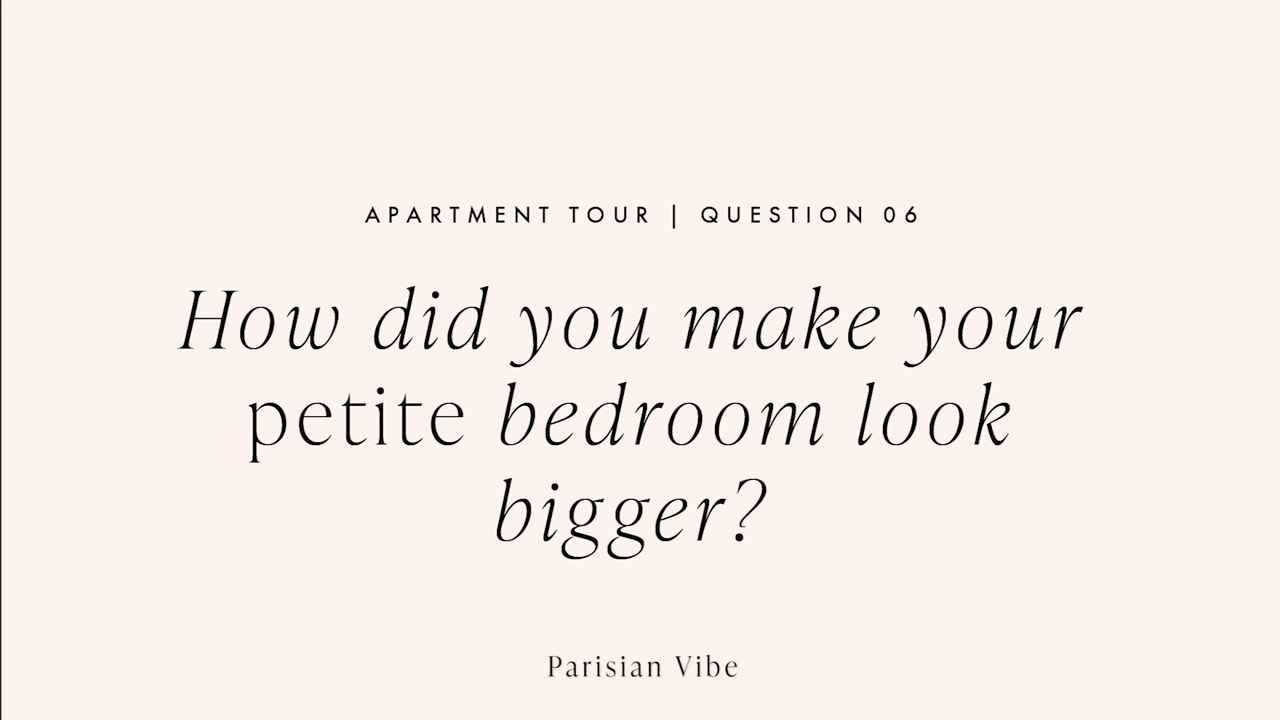 APARTMENT TOUR | QUESTION 06
How did you make your
petite bedroom look
bigger?
Parisian Vibe